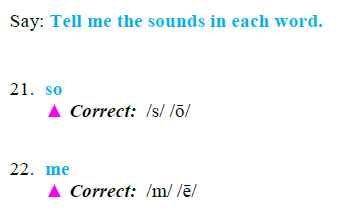 Say: Tell me the sounds in each word.
21. so
▲ Correct: /s/ /ō/
22. me
▲ Correct: /m/ /ē/